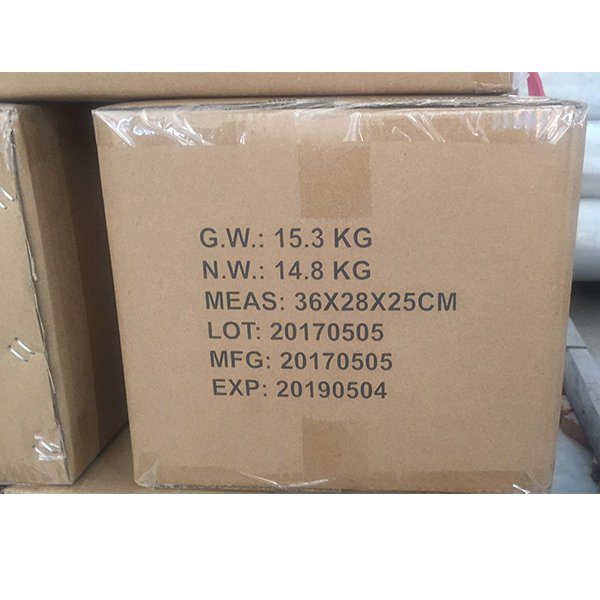 G.W.: 15.3 KG
N.W.: 14.8 KG
MEAS: 36X28X25CM
LOT: 20170505
MFG: 20170505
EXP: 20190504